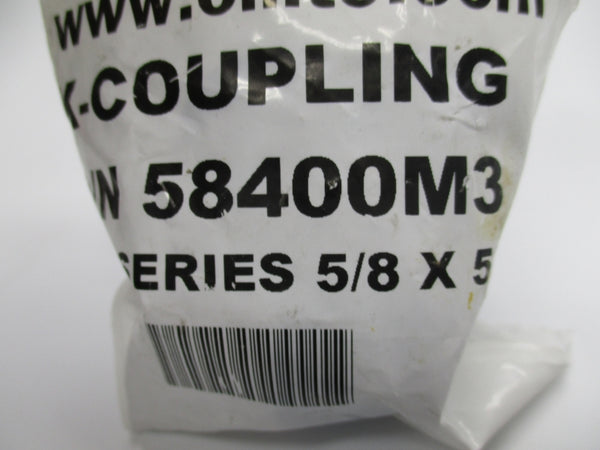 -COUPLING
N 58400M3
SERIES 5/8 X 5